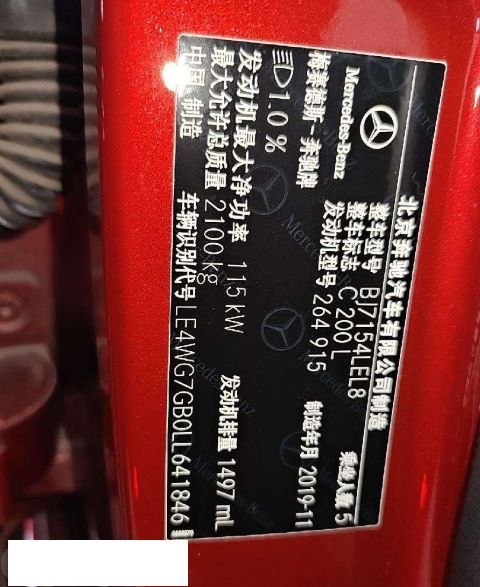 北京奔驰汽车有限公司制造
Mercedes-Benz
梅赛德斯-奔驰牌
整车型号 BJ7154LEL8
整车标志 C 200 L
乘坐人数 5
发动机型号 264 915
制造年月 2019-11
1.0 %
发动机最大净功率 115 kW
发动机排量 1497 mL
最大允许总质量 2100 kg
中国 制造
车辆识别代号 LE4WG7GB0LL641846